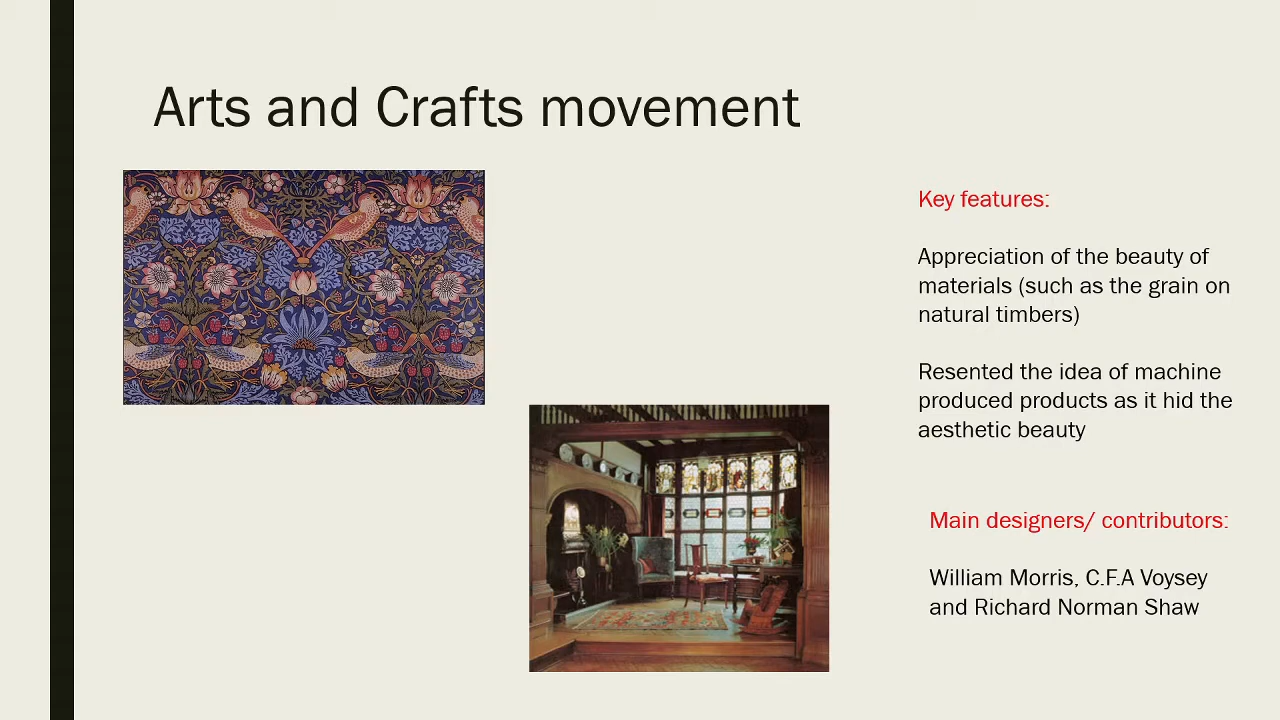 Arts and Crafts movement
Key features:
Appreciation of the beauty of
materials (such as the grain on
natural timbers)
Resented the idea of machine
produced products as it hid the
aesthetic beauty
Main designers/ contributors:
William Morris, C.F.A Voysey
and Richard Norman Shaw